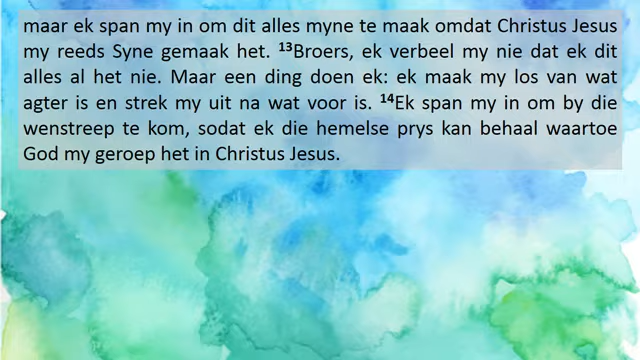 maar ek span my in om dit alles myne te maak omdat Christus Jesus
my reeds Syne gemaak het. ¹³Broers, ek verbeel my nie dat ek dit
alles al het nie. Maar een ding doen ek: ek maak my los van wat
agter is en strek my uit na wat voor is. ¹⁴Ek span my in om by die
wenstreep te kom, sodat ek die hemelse prys kan behaal waartoe
God my geroep het in Christus Jesus.